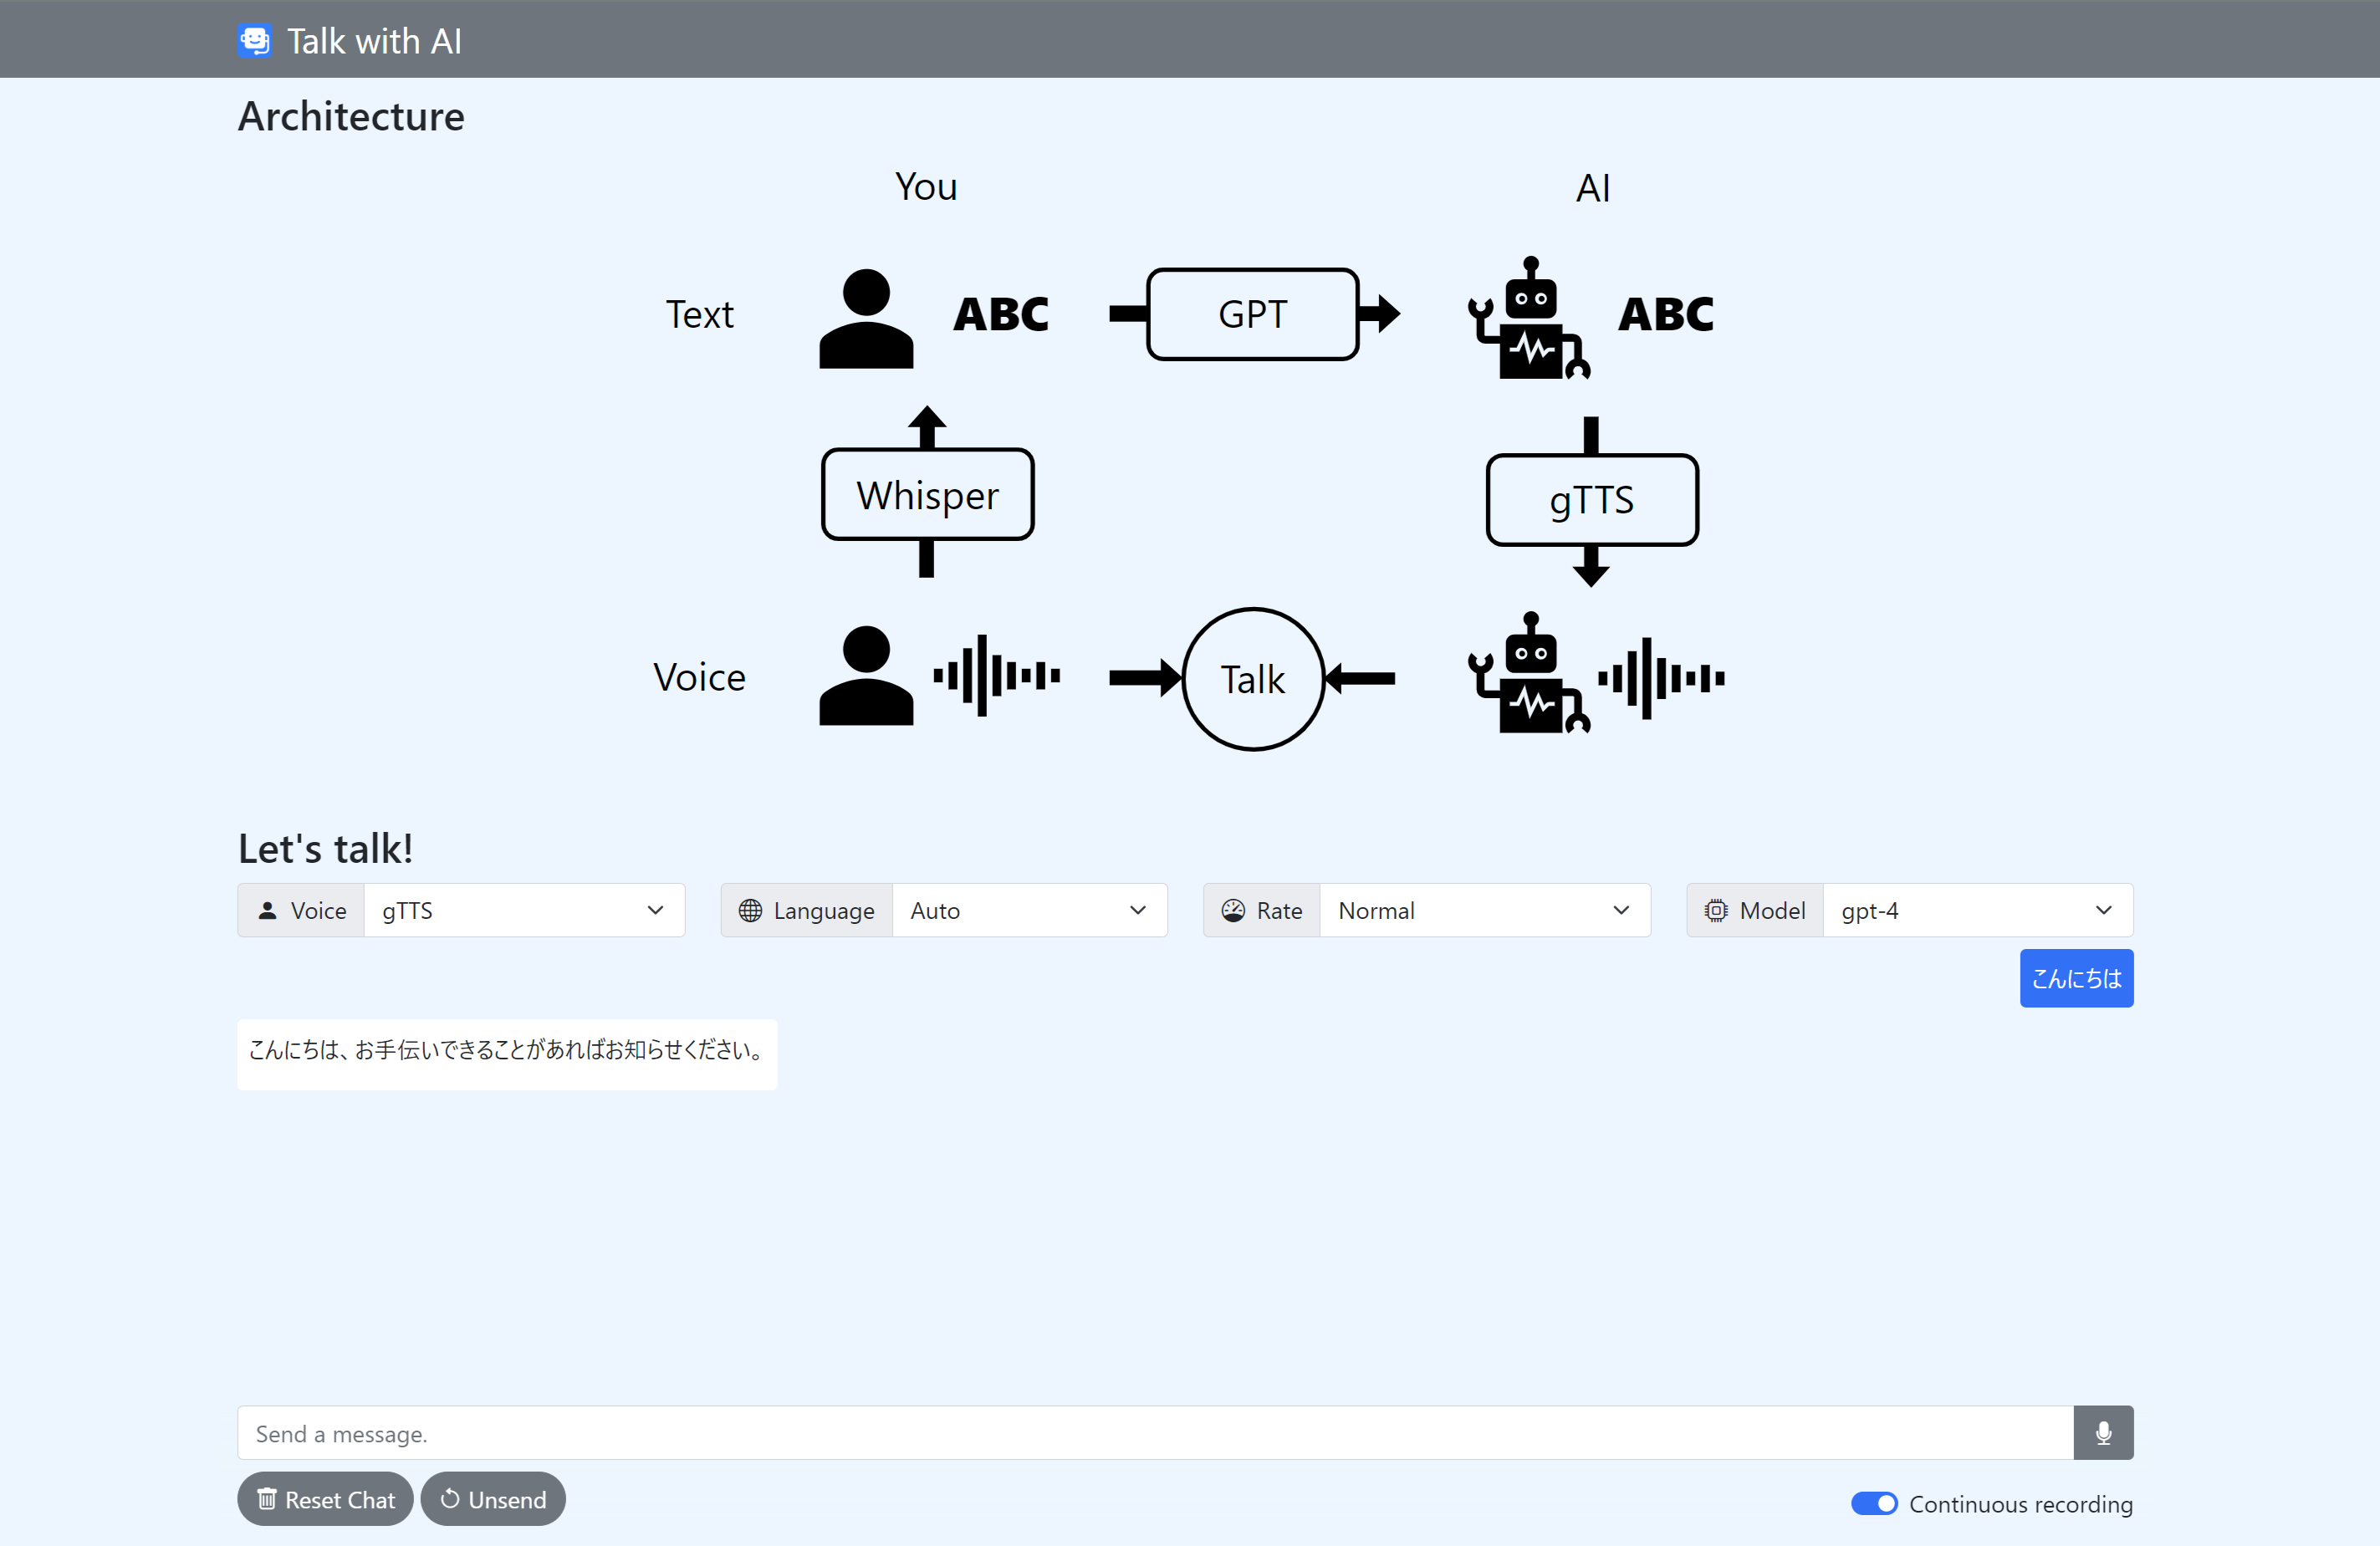 Talk with AI
Architecture
You
AI
Text
ABC
GPT
ABC
Whisper
gTTS
Voice
Talk
Let's talk!
Voice gTTS
Language Auto
Rate Normal
Model gpt-4
こんにちは
こんにちは、お手伝いできることがあればお知らせください。
Send a message.
Reset Chat
Unsend
Continuous recording